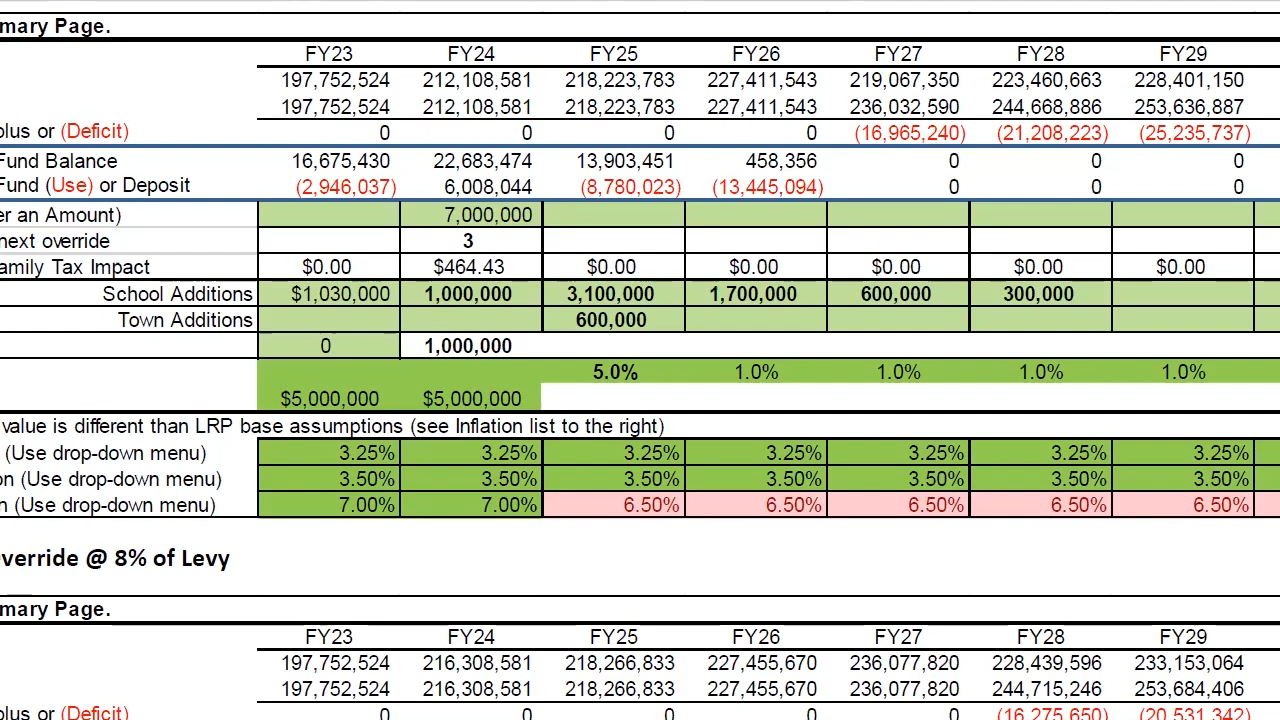 mary Page.
FY23 FY24 FY25 FY26 FY27 FY28 FY29
197,752,524 212,108,581 218,223,783 227,411,543 219,067,350 223,460,663 228,401,150
197,752,524 212,108,581 218,223,783 227,411,543 236,032,590 244,668,886 253,636,887
plus or (Deficit) 0 0 0 0 (16,965,240) (21,208,223) (25,235,737)
Fund Balance 16,675,430 22,683,474 13,903,451 458,356 0 0 0
Fund (Use) or Deposit (2,946,037) 6,008,044 (8,780,023) (13,445,094) 0 0 0
er an Amount) 7,000,000
next override 3
amily Tax Impact $0.00 $464.43 $0.00 $0.00 $0.00 $0.00 $0.00
School Additions $1,030,000 1,000,000 3,100,000 1,700,000 600,000 300,000
Town Additions 600,000
0 1,000,000
5.0% 1.0% 1.0% 1.0% 1.0%
$5,000,000 $5,000,000
value is different than LRP base assumptions (see Inflation list to the right)
(Use drop-down menu) 3.25% 3.25% 3.25% 3.25% 3.25% 3.25% 3.25%
on (Use drop-down menu) 3.50% 3.50% 3.50% 3.50% 3.50% 3.50% 3.50%
n (Use drop-down menu) 7.00% 7.00% 6.50% 6.50% 6.50% 6.50% 6.50%
verride @ 8% of Levy
mary Page.
FY23 FY24 FY25 FY26 FY27 FY28 FY29
197,752,524 216,308,581 218,266,833 227,455,670 236,077,820 228,439,596 233,153,064
197,752,524 216,308,581 218,266,833 227,455,670 236,077,820 244,715,246 253,684,406
plus or (Deficit) 0 0 0 0 0 (16,275,650) (20,531,342)